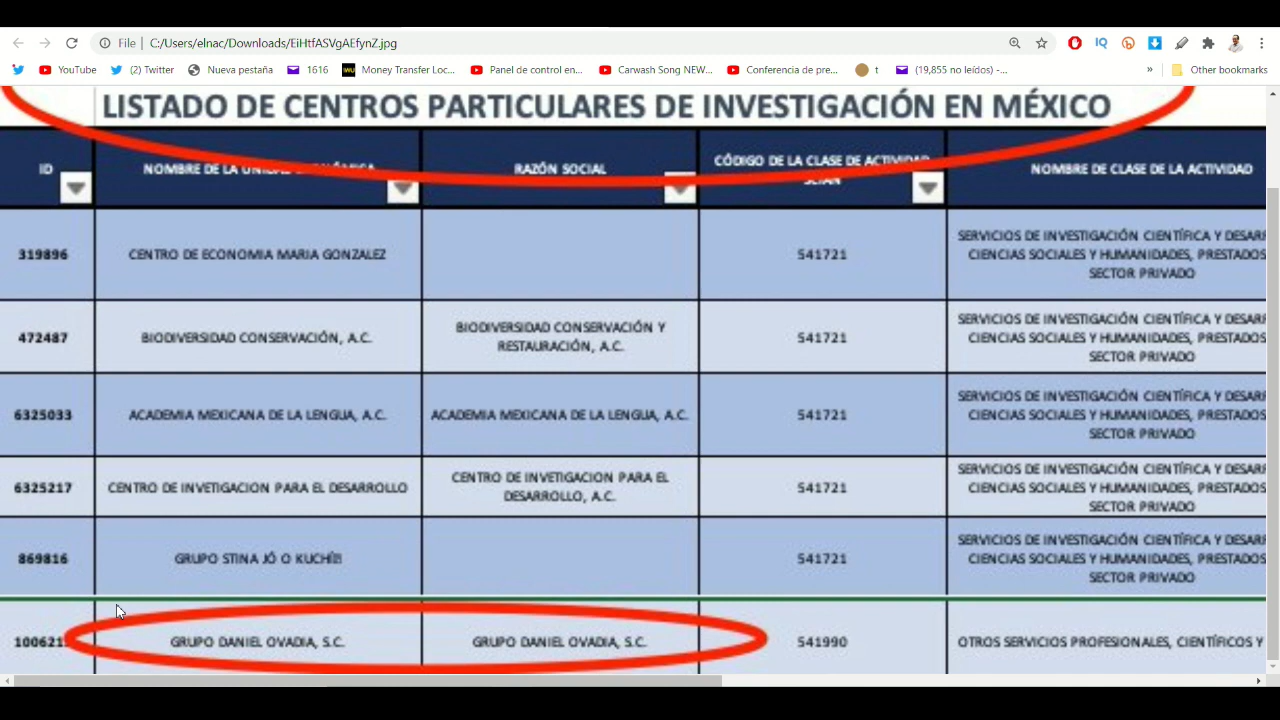 File
C:/Users/elnac/Downloads/EiHtfASVgAEfynZ.jpg
YouTube
(2) Twitter
Nueva pestaña
1616
Money Transfer Loc...
Panel de control en...
Carwash Song NEW...
Conferencia de pre...
t
(19,855 no leídos) -...
»
Other bookmarks
LISTADO DE CENTROS PARTICULARES DE INVESTIGACIÓN EN MÉXICO
ID
NOMBRE DE LA UNIDAD ECONÓMICA
RAZÓN SOCIAL
CÓDIGO DE LA CLASE DE ACTIVIDAD
SCIAN
NOMBRE DE CLASE DE LA ACTIVIDAD
319896
CENTRO DE ECONOMIA MARIA GONZALEZ
541721
SERVICIOS DE INVESTIGACIÓN CIENTÍFICA Y DESARR
CIENCIAS SOCIALES Y HUMANIDADES, PRESTADOS
SECTOR PRIVADO
472487
BIODIVERSIDAD CONSERVACIÓN, A.C.
BIODIVERSIDAD CONSERVACIÓN Y
RESTAURACIÓN, A.C.
541721
SERVICIOS DE INVESTIGACIÓN CIENTÍFICA Y DESARR
CIENCIAS SOCIALES Y HUMANIDADES, PRESTADOS
SECTOR PRIVADO
6325033
ACADEMIA MEXICANA DE LA LENGUA, A.C.
ACADEMIA MEXICANA DE LA LENGUA, A.C.
541721
SERVICIOS DE INVESTIGACIÓN CIENTÍFICA Y DESARR
CIENCIAS SOCIALES Y HUMANIDADES, PRESTADOS
SECTOR PRIVADO
6325217
CENTRO DE INVETIGACION PARA EL DESARROLLO
CENTRO DE INVETIGACION PARA EL
DESARROLLO, A.C.
541721
SERVICIOS DE INVESTIGACIÓN CIENTÍFICA Y DESARR
CIENCIAS SOCIALES Y HUMANIDADES, PRESTADOS
SECTOR PRIVADO
869816
GRUPO STINA JÓ O KUCHÍ
541721
SERVICIOS DE INVESTIGACIÓN CIENTÍFICA Y DESARR
CIENCIAS SOCIALES Y HUMANIDADES, PRESTADOS
SECTOR PRIVADO
GRUPO DANIEL OVADIA, S.C.
GRUPO DANIEL OVADIA, S.C.
541990
OTROS SERVICIOS PROFESIONALES, CIENTÍFICOS Y